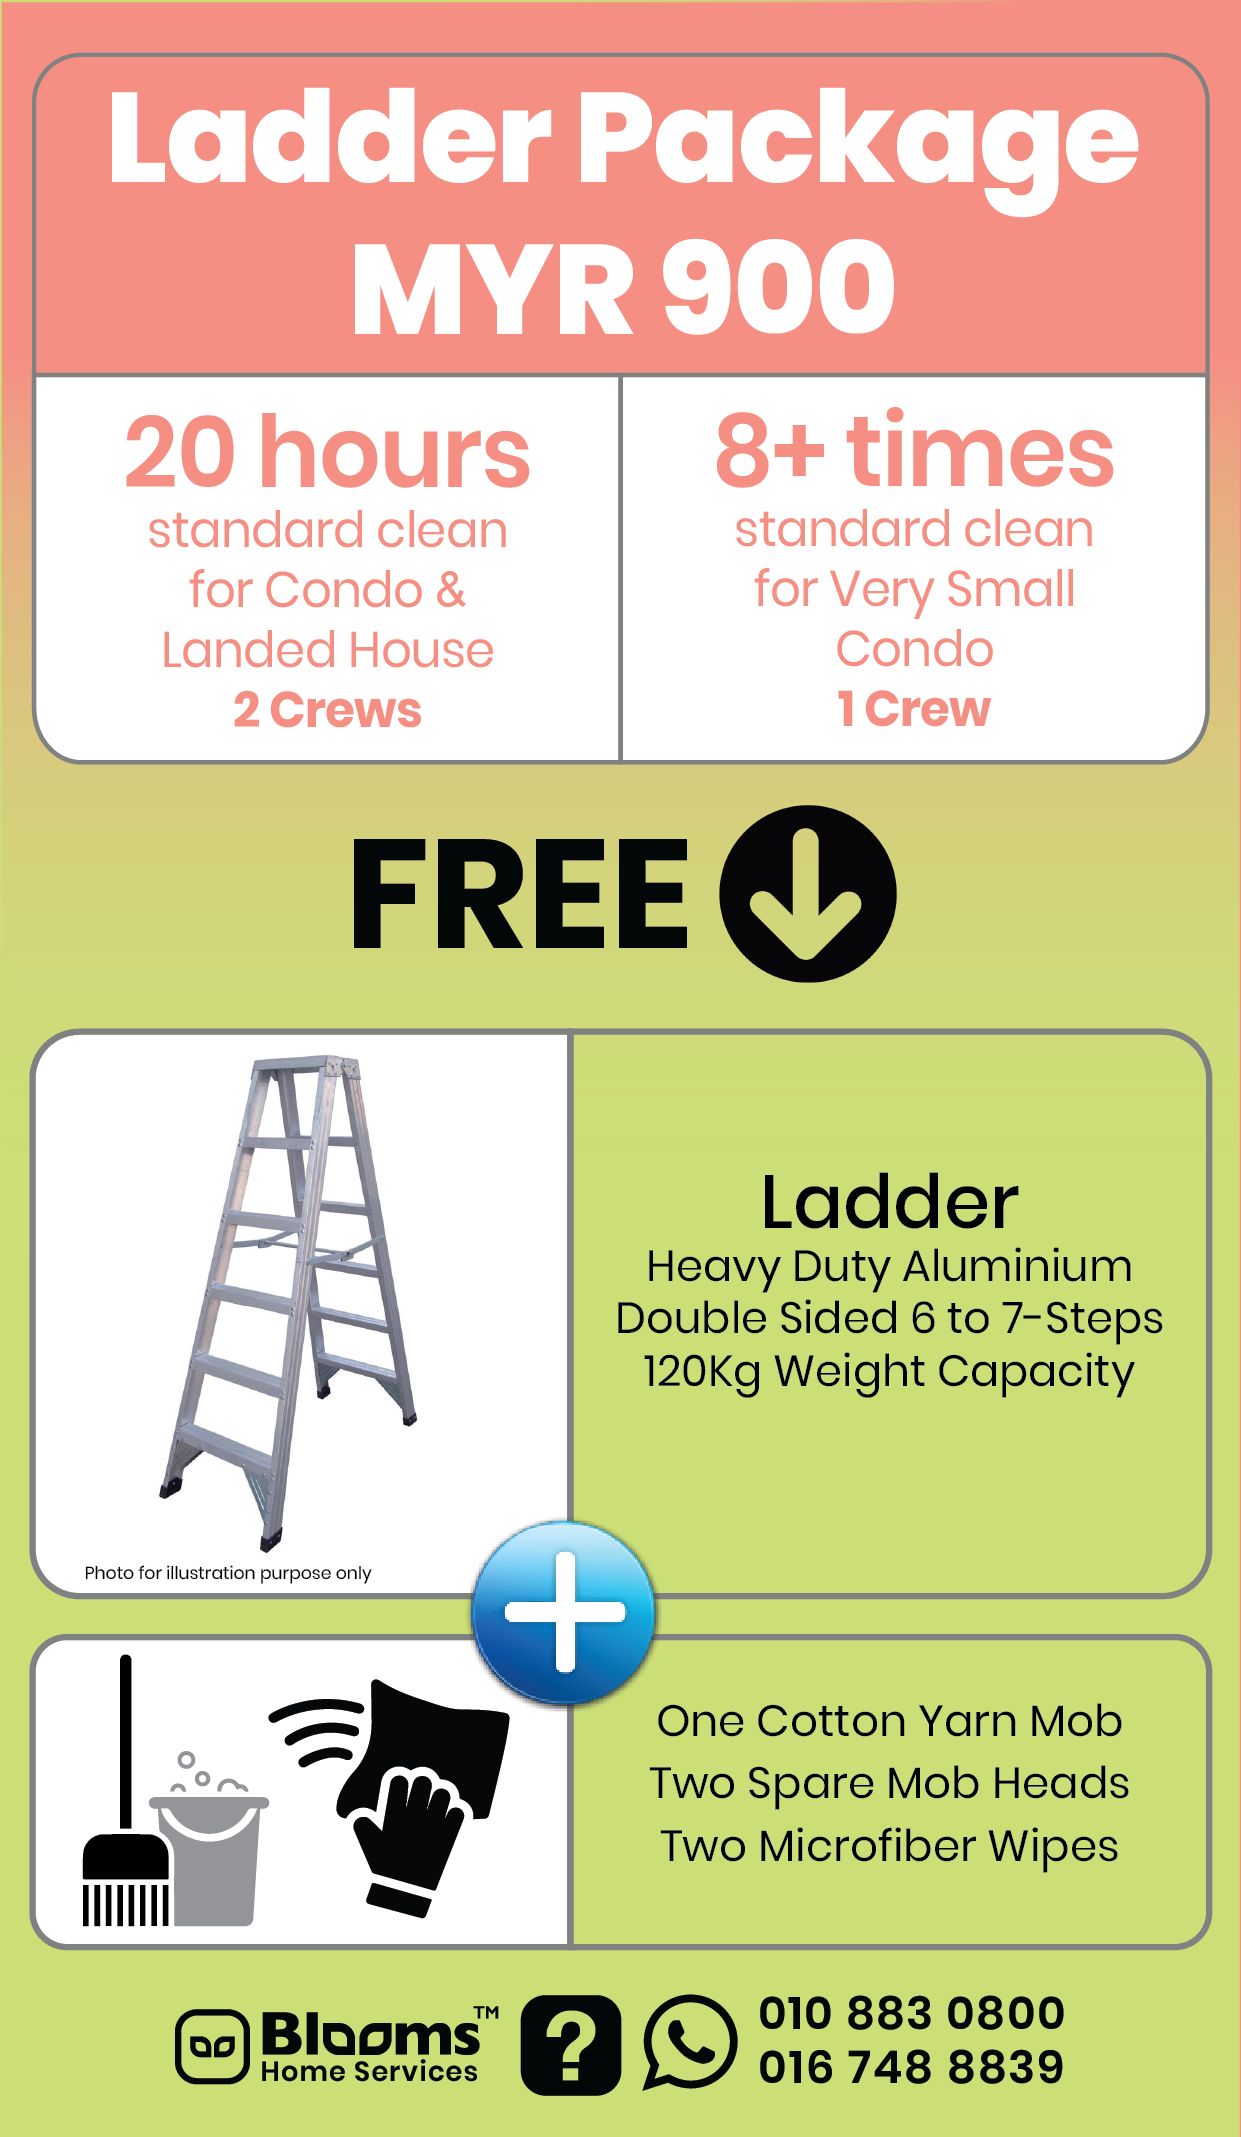 Ladder Package
MYR 900
20 hours
standard clean
for Condo &
Landed House
2 Crews
8+ times
standard clean
for Very Small
Condo
1 Crew
FREE
Ladder
Heavy Duty Aluminium
Double Sided 6 to 7-Steps
120Kg Weight Capacity
Photo for illustration purpose only
One Cotton Yarn Mob
Two Spare Mob Heads
Two Microfiber Wipes
Blooms™
Home Services
?
010 883 0800
016 748 8839